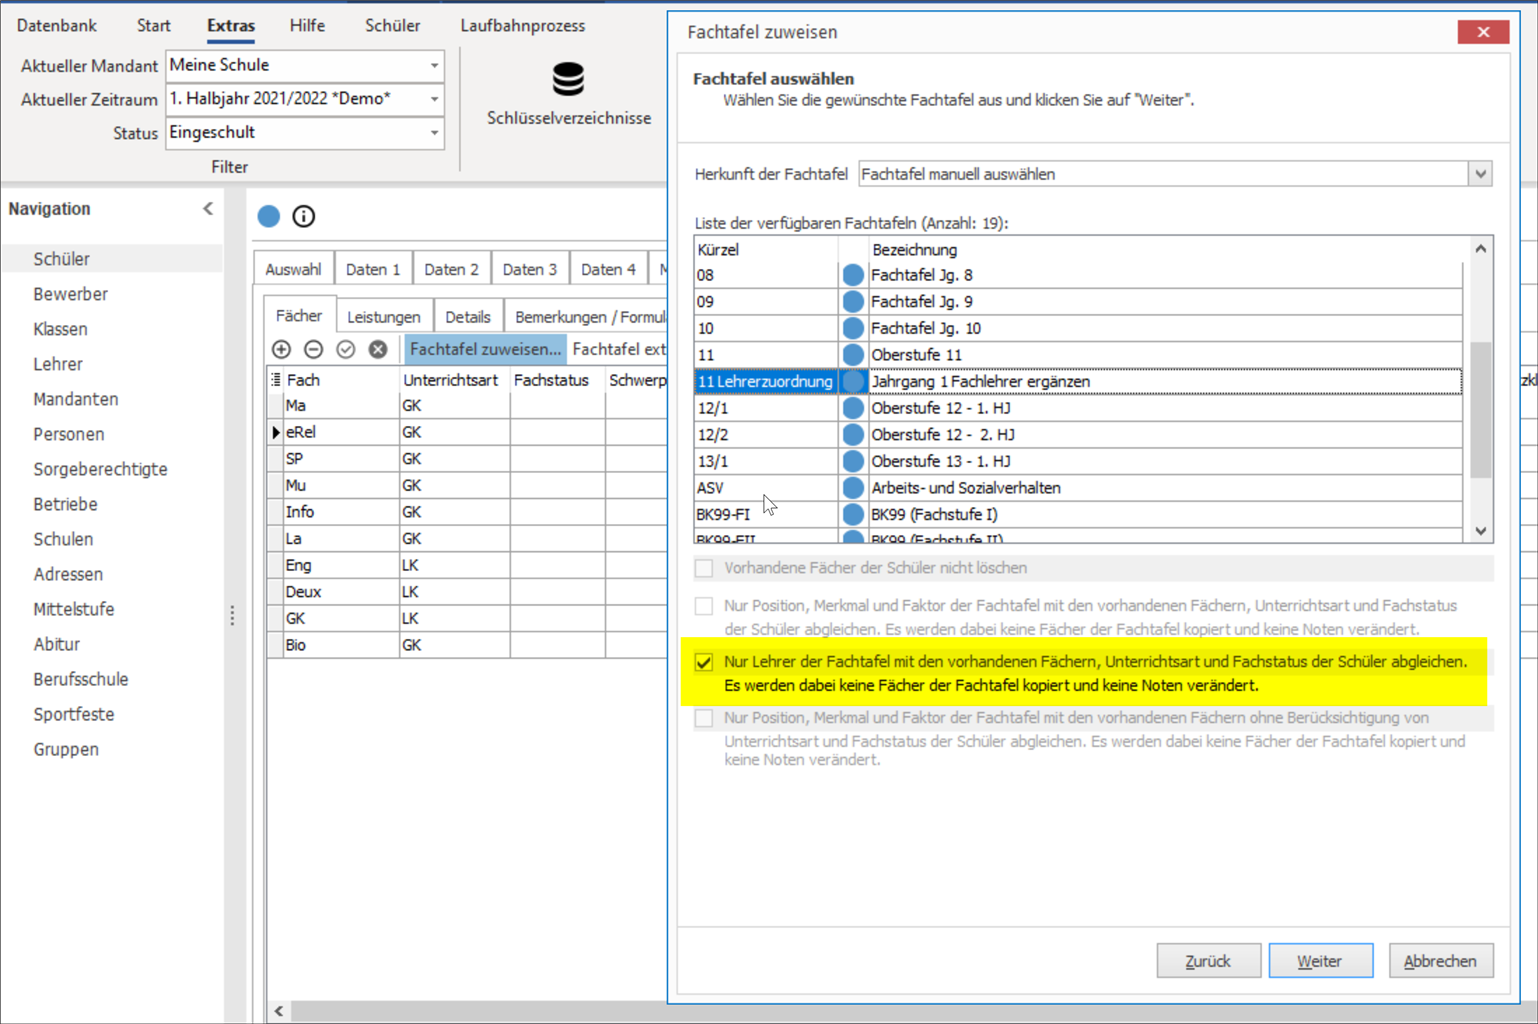 Datenbank Start Extras Hilfe Schüler Laufbahnprozess
Aktueller Mandant Meine Schule
Aktueller Zeitraum 1. Halbjahr 2021/2022 *Demo*
Status Eingeschult
Filter
Schlüsselverzeichnisse
Navigation
Schüler
Bewerber
Klassen
Lehrer
Mandanten
Personen
Sorgeberechtigte
Betriebe
Schulen
Adressen
Mittelstufe
Abitur
Berufsschule
Sportfeste
Gruppen
Auswahl Daten 1 Daten 2 Daten 3 Daten 4
Fächer Leistungen Details Bemerkungen / Formul
Fachtafel zuweisen... Fachtafel ext
Fach Unterrichtsart Fachstatus Schwerp
Ma GK
eRel GK
SP GK
Mu GK
Info GK
La GK
Eng LK
Deux LK
GK LK
Bio GK
Fachtafel zuweisen
Fachtafel auswählen
Wählen Sie die gewünschte Fachtafel aus und klicken Sie auf "Weiter".
Herkunft der Fachtafel Fachtafel manuell auswählen
Liste der verfügbaren Fachtafeln (Anzahl: 19):
Kürzel Bezeichnung
08 Fachtafel Jg. 8
09 Fachtafel Jg. 9
10 Fachtafel Jg. 10
11 Oberstufe 11
11 Lehrerzuordnung Jahrgang 1 Fachlehrer ergänzen
12/1 Oberstufe 12 - 1. HJ
12/2 Oberstufe 12 - 2. HJ
13/1 Oberstufe 13 - 1. HJ
ASV Arbeits- und Sozialverhalten
BK99-FI BK99 (Fachstufe I)
BK99-FII BK99 (Fachstufe II)
Vorhandene Fächer der Schüler nicht löschen
Nur Position, Merkmal und Faktor der Fachtafel mit den vorhandenen Fächern, Unterrichtsart und Fachstatus
der Schüler abgleichen. Es werden dabei keine Fächer der Fachtafel kopiert und keine Noten verändert.
Nur Lehrer der Fachtafel mit den vorhandenen Fächern, Unterrichtsart und Fachstatus der Schüler abgleichen.
Es werden dabei keine Fächer der Fachtafel kopiert und keine Noten verändert.
Nur Position, Merkmal und Faktor der Fachtafel mit den vorhandenen Fächern ohne Berücksichtigung von
Unterrichtsart und Fachstatus der Schüler abgleichen. Es werden dabei keine Fächer der Fachtafel kopiert und
keine Noten verändert.
Zurück Weiter Abbrechen